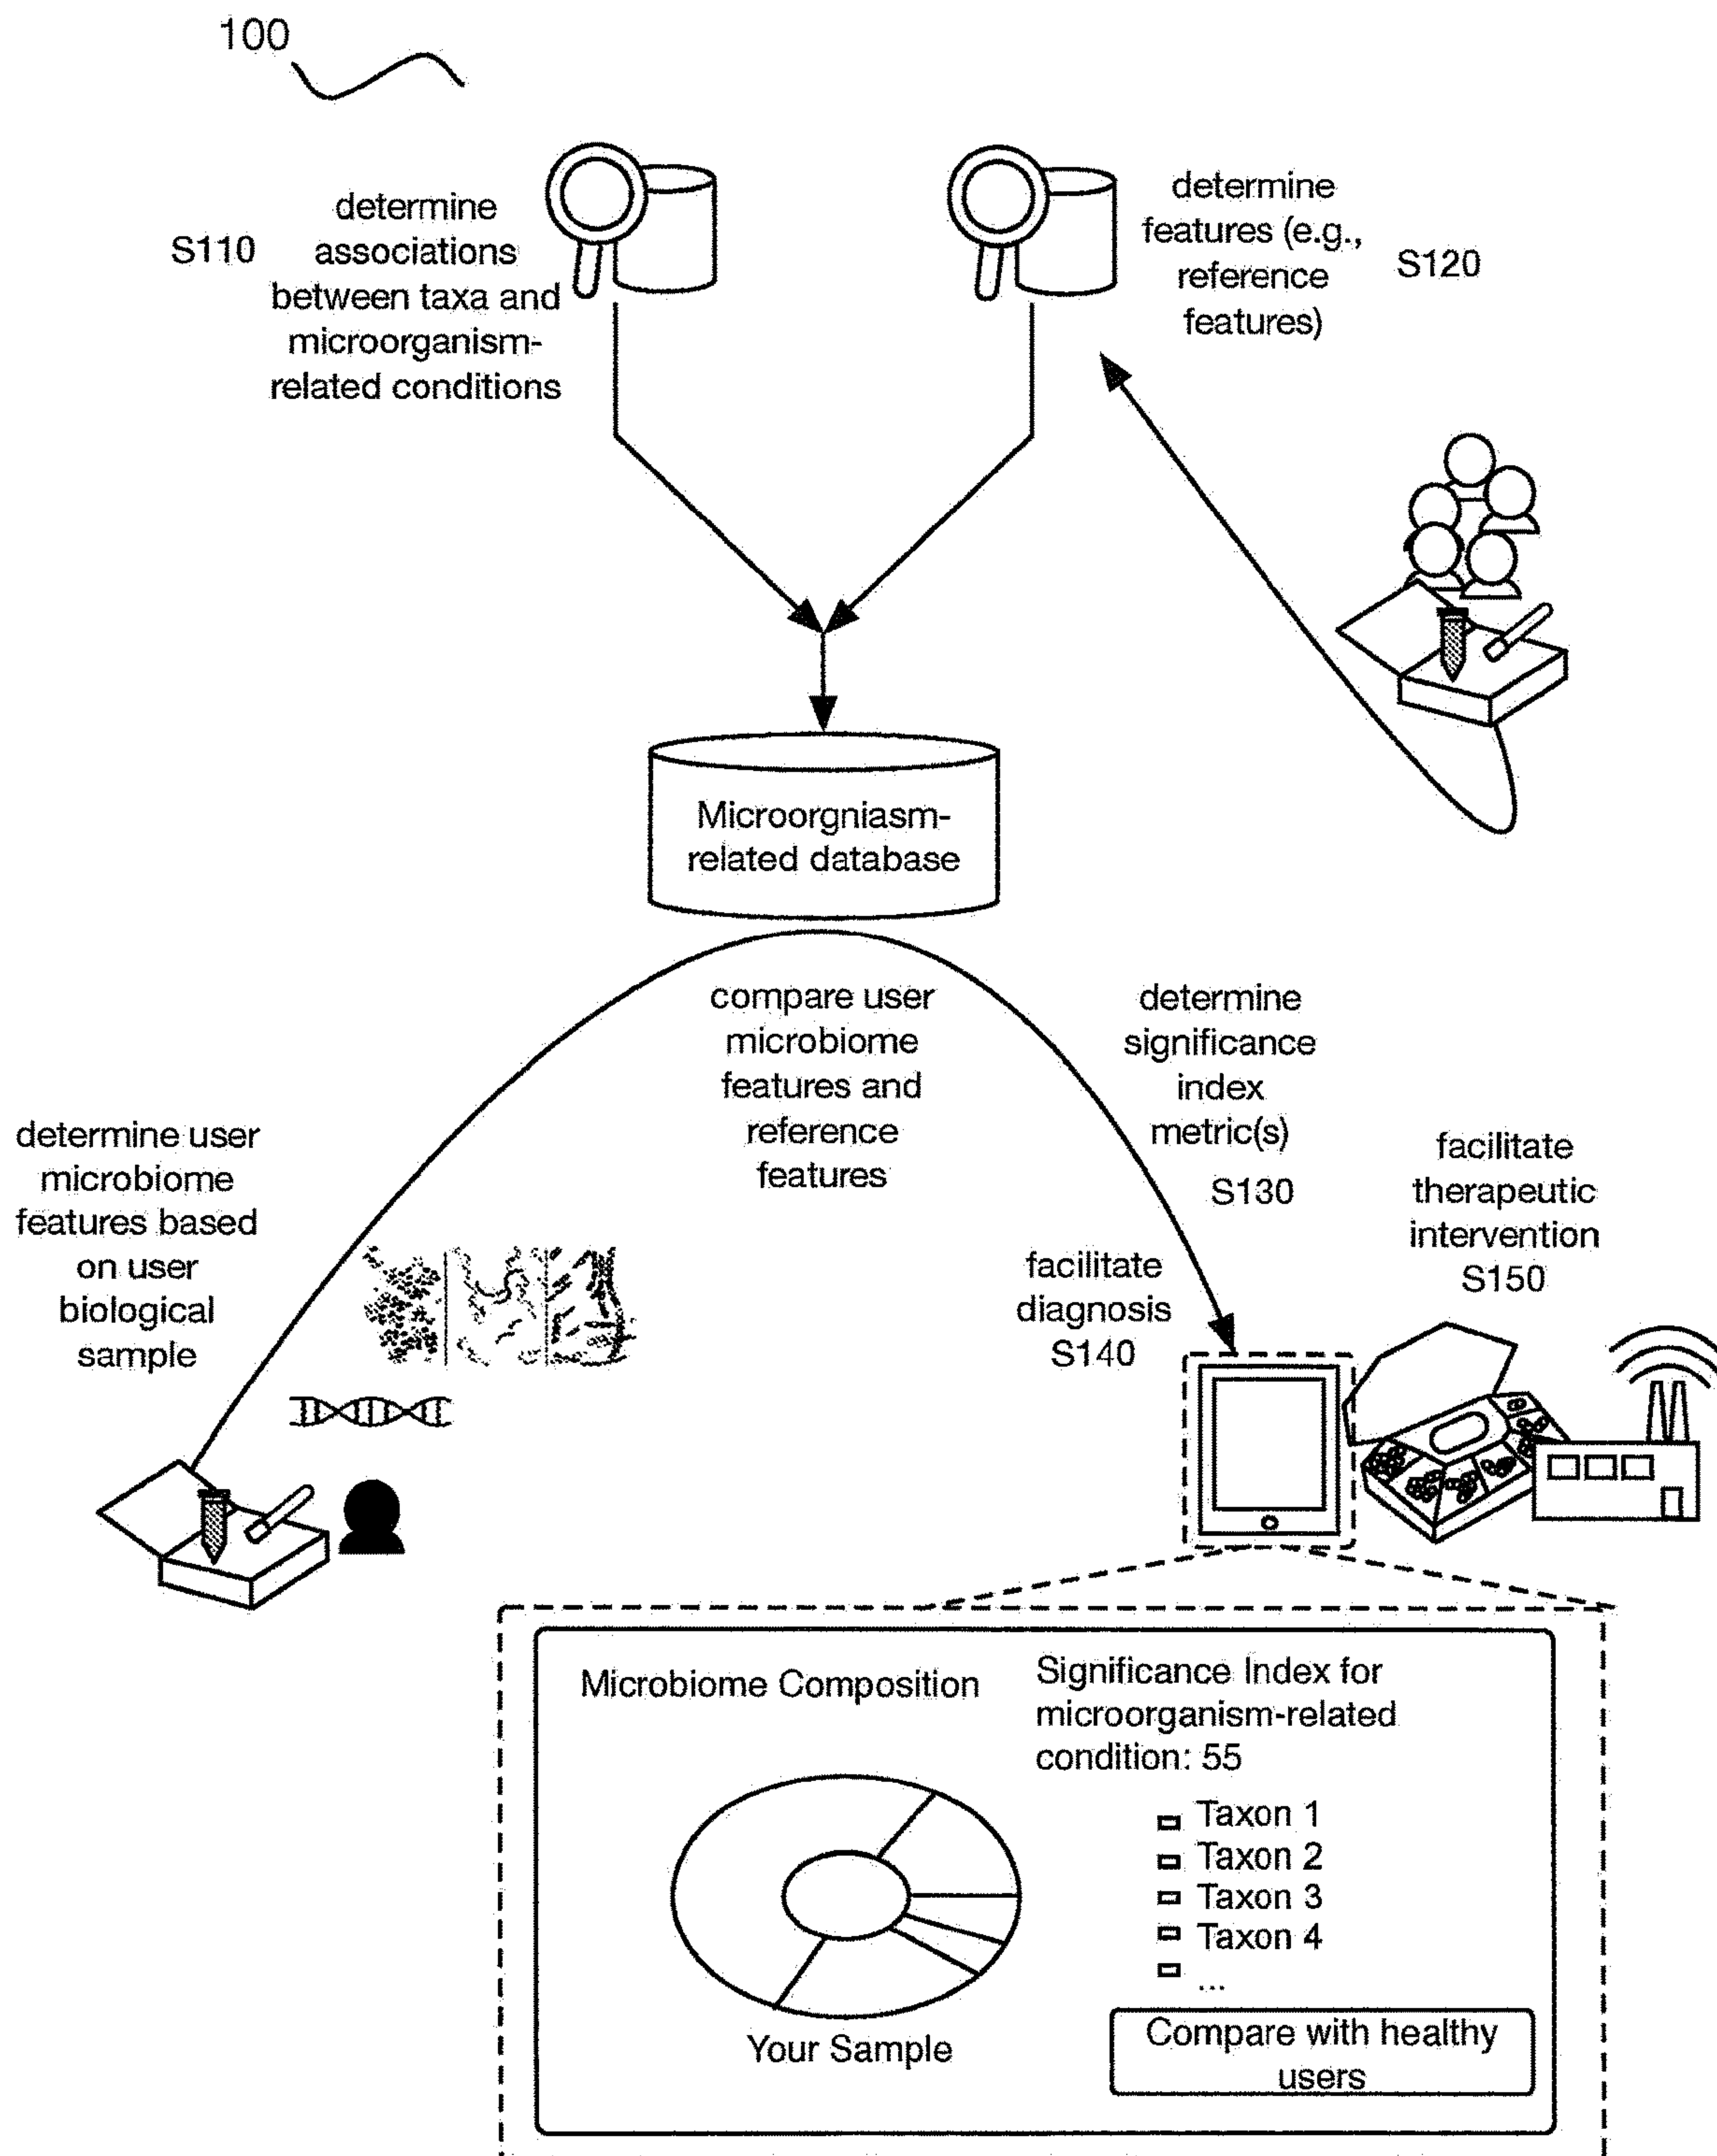 100
determine
associations
between taxa and
microorganism-
related conditions
S110
determine
features (e.g.,
reference
features)
S120
Microorgniasm-
related database
compare user
microbiome
features and
reference
features
determine
significance
index
metric(s)
S130
determine user
microbiome
features based
on user
biological
sample
facilitate
diagnosis
S140
facilitate
therapeutic
intervention
S150
Microbiome Composition
Your Sample
Significance Index for
microorganism-related
condition: 55
Taxon 1
Taxon 2
Taxon 3
Taxon 4
...
Compare with healthy
users